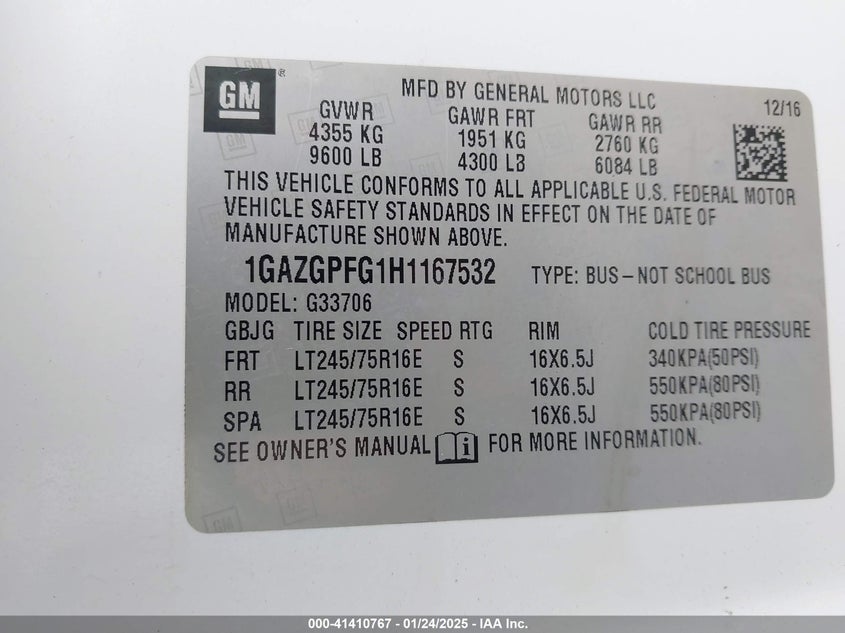 GM
MFD BY GENERAL MOTORS LLC
12/16
GVWR GAWR FRT GAWR RR
4355 KG 1951 KG 2760 KG
9600 LB 4300 LB 6084 LB
THIS VEHICLE CONFORMS TO ALL APPLICABLE U.S. FEDERAL MOTOR
VEHICLE SAFETY STANDARDS IN EFFECT ON THE DATE OF
MANUFACTURE SHOWN ABOVE.
1GAZGPFG1H1167532 TYPE: BUS-NOT SCHOOL BUS
MODEL: G33706
GBJG TIRE SIZE SPEED RTG RIM COLD TIRE PRESSURE
FRT LT245/75R16E S 16X6.5J 340KPA(50PSI)
RR LT245/75R16E S 16X6.5J 550KPA(80PSI)
SPA LT245/75R16E S 16X6.5J 550KPA(80PSI)
SEE OWNER'S MANUAL i FOR MORE INFORMATION.
GM
000-41410767 - 01/24/2025 - IAA Inc.